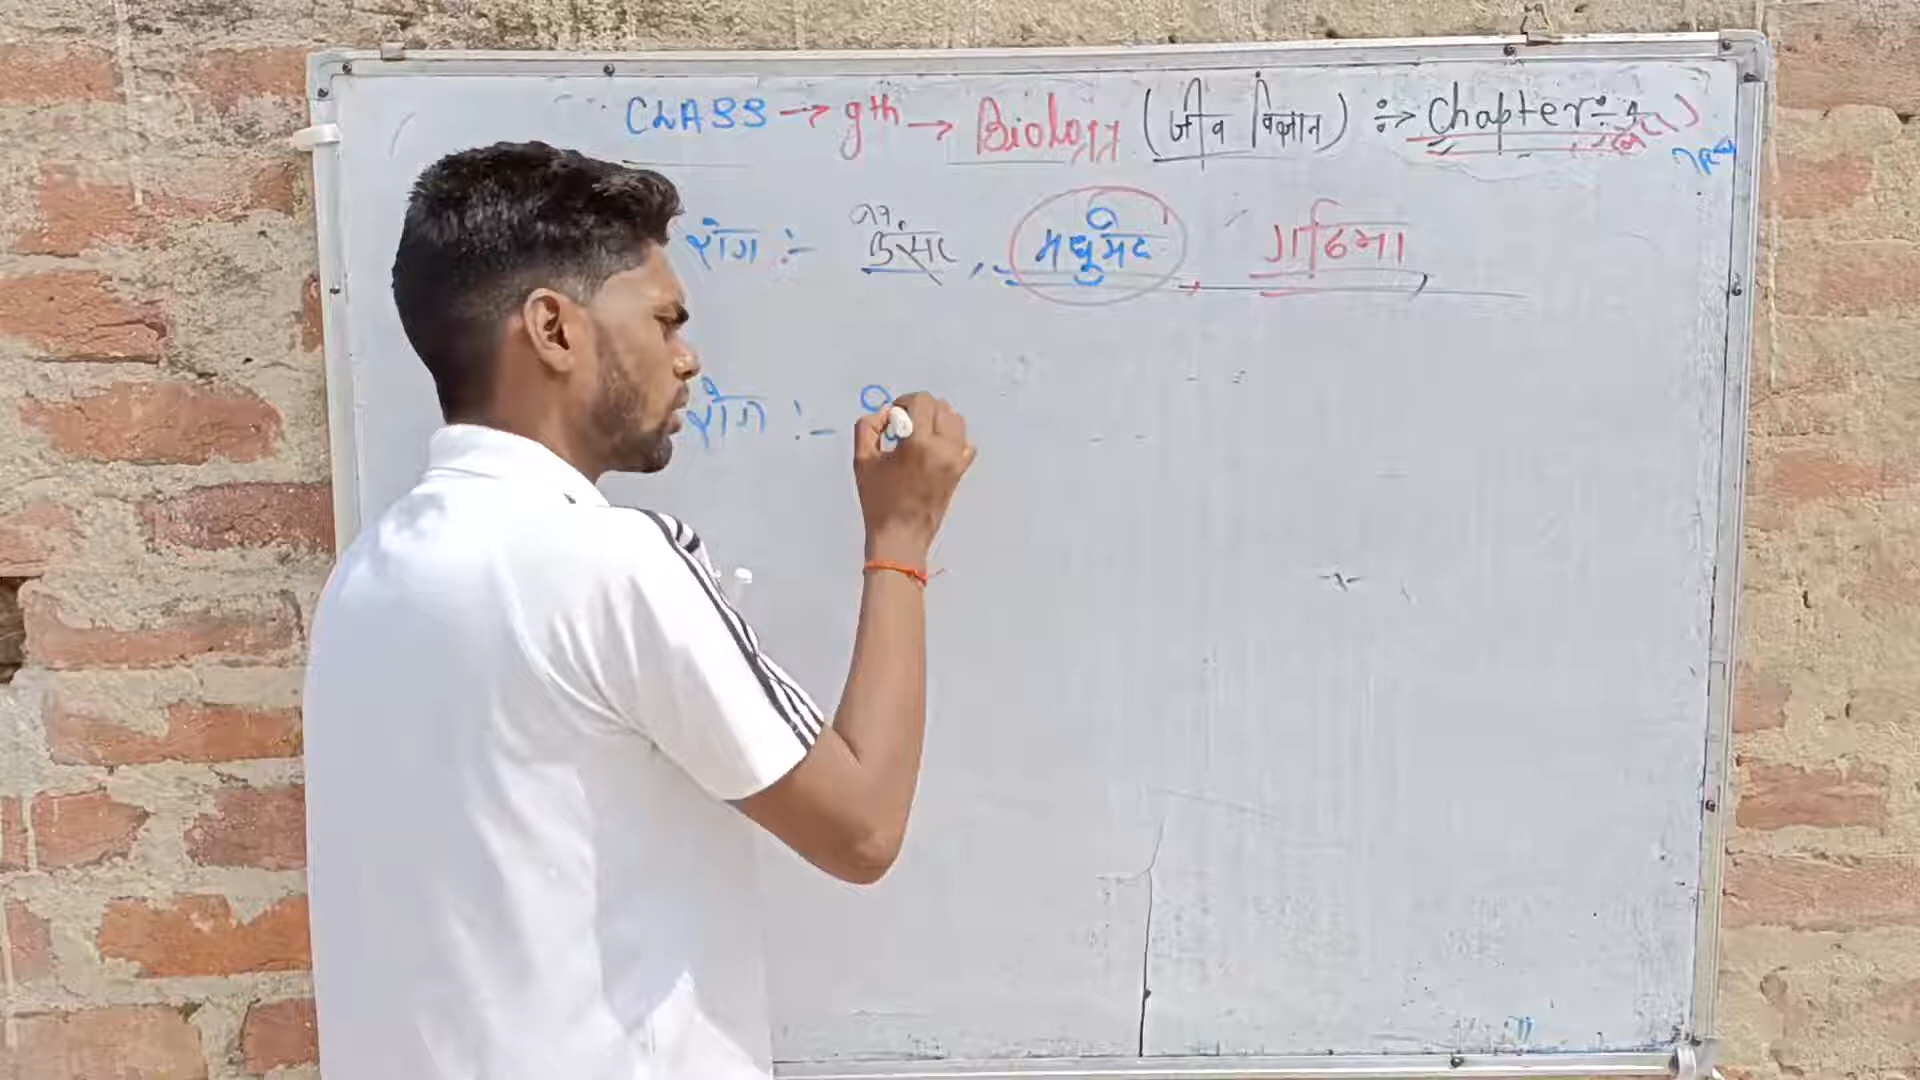 CLASS → 9th → Biology (जीव विज्ञान) ÷> Chapter
रोग :- कैंसर , मधुमेह , गठिया
रोग :-